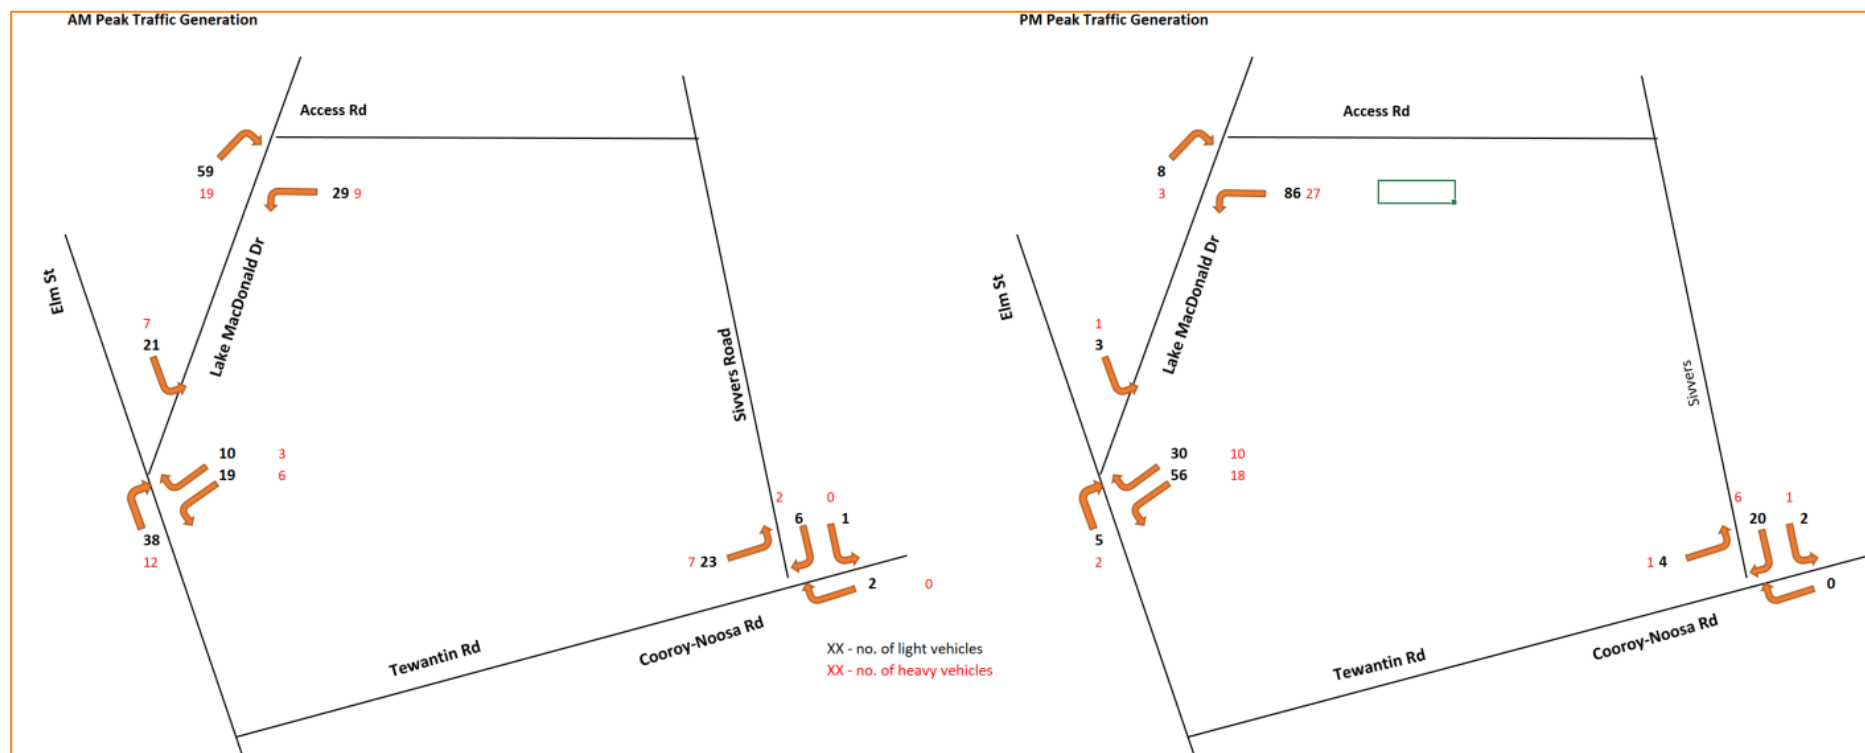 AM Peak Traffic Generation
Access Rd
59
19
29 9
Elm St
Lake MacDonald Dr
7
21
Sivvers Road
10 3
19 6
38
12
2 0
6 1
7 23
2 0
Tewantin Rd
Cooroy-Noosa Rd
XX - no. of light vehicles
XX - no. of heavy vehicles
PM Peak Traffic Generation
Access Rd
8
3
86 27
Elm St
Lake MacDonald Dr
1
3
Sivvers
30 10
56 18
5
2
6 1
20 2
1 4
0
Tewantin Rd
Cooroy-Noosa Rd